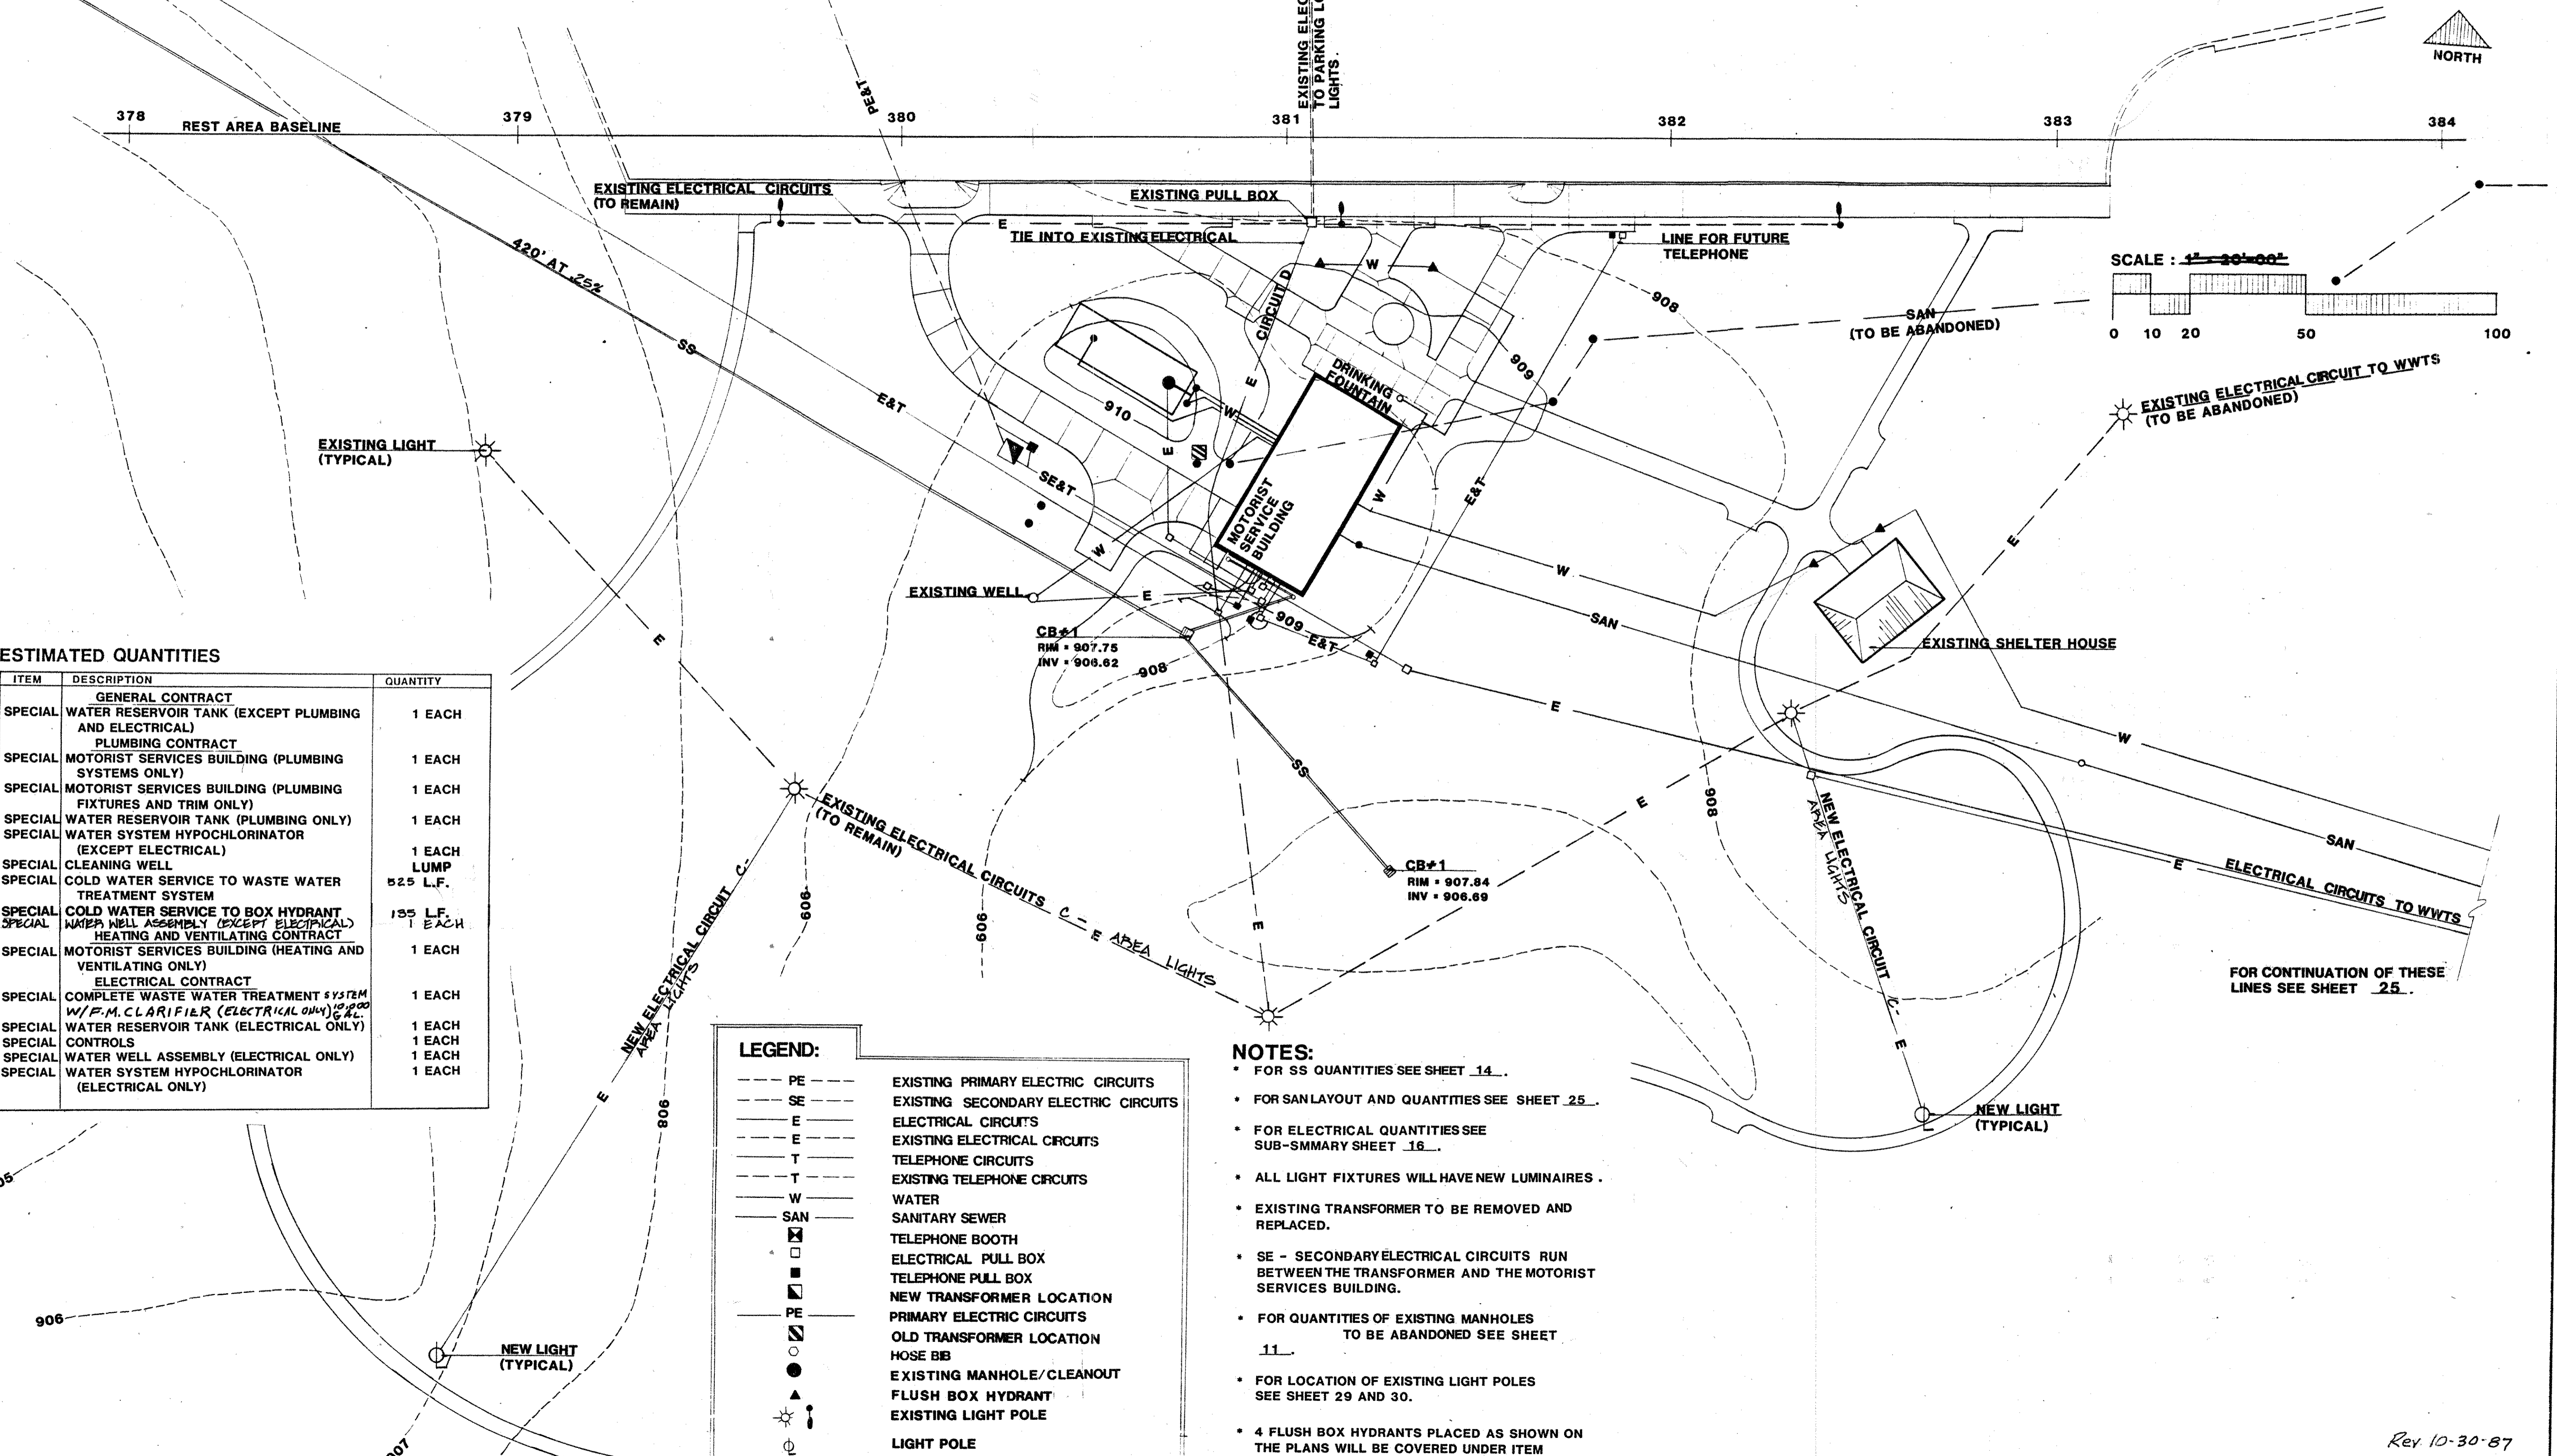 EXISTING ELEC
TO PARKING LO
LIGHTS.
NORTH
PE&T
378
379
380
381
382
383
384
REST AREA BASELINE
EXISTING ELECTRICAL CIRCUITS
(TO REMAIN)
EXISTING PULL BOX
E
TIE INTO EXISTING ELECTRICAL
LINE FOR FUTURE
TELEPHONE
420' AT .25%
SCALE : 1" = 20'-00"
0 10 20 50 100
W
CIRCUIT D
908
SAN
(TO BE ABANDONED)
SS
909
DRINKING
FOUNTAIN
EXISTING ELECTRICAL CIRCUIT TO WWTS
(TO BE ABANDONED)
E
E&T
910
W
EXISTING LIGHT
(TYPICAL)
E
SE&T
MOTORIST
SERVICE
BUILDING
W
E&T
W
E
W
EXISTING WELL
E
909
E&T
SAN
CB#1
RIM = 907.75
INV = 906.62
908
E
EXISTING SHELTER HOUSE
E
W
SS
E
908
NEW ELECTRICAL CIRCUIT C-
AREA LIGHTS
E
SAN
E
ELECTRICAL CIRCUITS TO WWTS
EXISTING ELECTRICAL CIRCUITS C - E AREA LIGHTS
(TO REMAIN)
CB#1
RIM = 907.84
INV = 906.69
909
909
E
NEW ELECTRICAL CIRCUIT C-
AREA LIGHTS
E
908
FOR CONTINUATION OF THESE
LINES SEE SHEET 25 .
ESTIMATED QUANTITIES
ITEM DESCRIPTION QUANTITY
GENERAL CONTRACT
SPECIAL WATER RESERVOIR TANK (EXCEPT PLUMBING 1 EACH
AND ELECTRICAL)
PLUMBING CONTRACT
SPECIAL MOTORIST SERVICES BUILDING (PLUMBING 1 EACH
SYSTEMS ONLY)
SPECIAL MOTORIST SERVICES BUILDING (PLUMBING 1 EACH
FIXTURES AND TRIM ONLY)
SPECIAL WATER RESERVOIR TANK (PLUMBING ONLY) 1 EACH
SPECIAL WATER SYSTEM HYPOCHLORINATOR
(EXCEPT ELECTRICAL) 1 EACH
SPECIAL CLEANING WELL LUMP
SPECIAL COLD WATER SERVICE TO WASTE WATER 525 L.F.
TREATMENT SYSTEM
SPECIAL COLD WATER SERVICE TO BOX HYDRANT 135 L.F.
SPECIAL WATER WELL ASSEMBLY (EXCEPT ELECTRICAL) 1 EACH
HEATING AND VENTILATING CONTRACT
SPECIAL MOTORIST SERVICES BUILDING (HEATING AND 1 EACH
VENTILATING ONLY)
ELECTRICAL CONTRACT
SPECIAL COMPLETE WASTE WATER TREATMENT SYSTEM 1 EACH
W/F.M. CLARIFIER (ELECTRICAL ONLY) 10,000 GAL.
SPECIAL WATER RESERVOIR TANK (ELECTRICAL ONLY) 1 EACH
SPECIAL CONTROLS 1 EACH
SPECIAL WATER WELL ASSEMBLY (ELECTRICAL ONLY) 1 EACH
SPECIAL WATER SYSTEM HYPOCHLORINATOR 1 EACH
(ELECTRICAL ONLY)
05
906
907
NEW LIGHT
(TYPICAL)
LEGEND:
PE EXISTING PRIMARY ELECTRIC CIRCUITS
SE EXISTING SECONDARY ELECTRIC CIRCUITS
E ELECTRICAL CIRCUITS
E EXISTING ELECTRICAL CIRCUITS
T TELEPHONE CIRCUITS
T EXISTING TELEPHONE CIRCUITS
W WATER
SAN SANITARY SEWER
TELEPHONE BOOTH
ELECTRICAL PULL BOX
TELEPHONE PULL BOX
NEW TRANSFORMER LOCATION
PE PRIMARY ELECTRIC CIRCUITS
OLD TRANSFORMER LOCATION
HOSE BIB
EXISTING MANHOLE/CLEANOUT
FLUSH BOX HYDRANT
EXISTING LIGHT POLE
LIGHT POLE
NOTES:
* FOR SS QUANTITIES SEE SHEET 14 .
* FOR SAN LAYOUT AND QUANTITIES SEE SHEET 25 .
* FOR ELECTRICAL QUANTITIES SEE
SUB-SMMARY SHEET 16 .
* ALL LIGHT FIXTURES WILL HAVE NEW LUMINAIRES .
* EXISTING TRANSFORMER TO BE REMOVED AND
REPLACED.
* SE - SECONDARY ELECTRICAL CIRCUITS RUN
BETWEEN THE TRANSFORMER AND THE MOTORIST
SERVICES BUILDING.
* FOR QUANTITIES OF EXISTING MANHOLES
TO BE ABANDONED SEE SHEET
11 .
* FOR LOCATION OF EXISTING LIGHT POLES
SEE SHEET 29 AND 30.
* 4 FLUSH BOX HYDRANTS PLACED AS SHOWN ON
THE PLANS WILL BE COVERED UNDER ITEM
NEW LIGHT
(TYPICAL)
Rev. 10-30-87